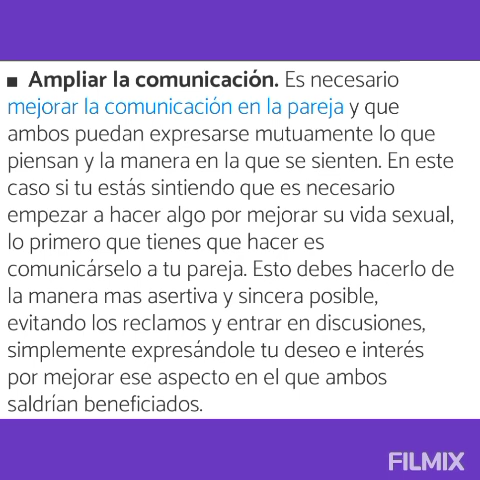 ▪ Ampliar la comunicación. Es necesario
mejorar la comunicación en la pareja y que
ambos puedan expresarse mutuamente lo que
piensan y la manera en la que se sienten. En este
caso si tu estás sintiendo que es necesario
empezar a hacer algo por mejorar su vida sexual,
lo primero que tienes que hacer es
comunicárselo a tu pareja. Esto debes hacerlo de
la manera mas asertiva y sincera posible,
evitando los reclamos y entrar en discusiones,
simplemente expresándole tu deseo e interés
por mejorar ese aspecto en el que ambos
saldrían beneficiados.
FILMIX